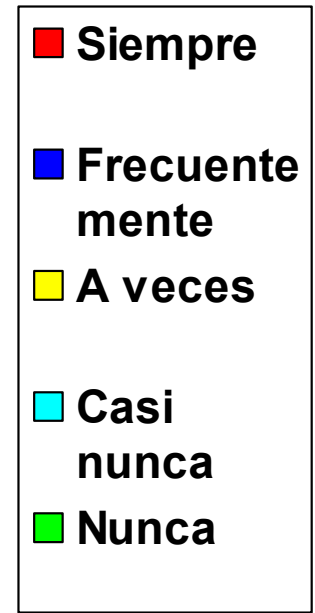 Siempre
Frecuente
mente
A veces
Casi
nunca
Nunca